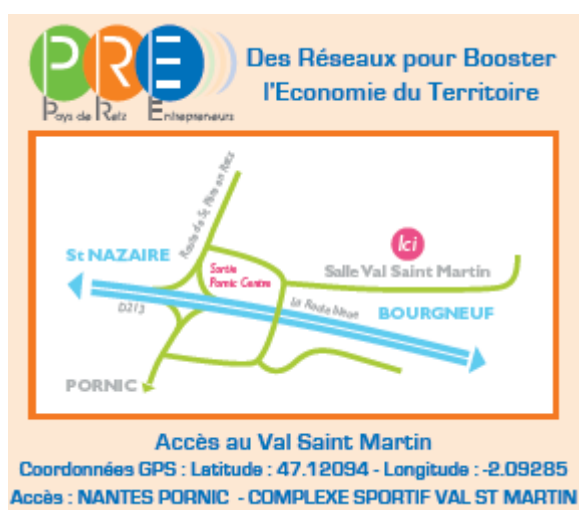 PRE
Pays de Retz Entrepreneurs
Des Réseaux pour Booster
l'Economie du Territoire
Route de St Père en Retz
Ici
St NAZAIRE
Sortie
Pornic Centre
Salle Val Saint Martin
D213
La Route bleue
BOURGNEUF
PORNIC
Accès au Val Saint Martin
Coordonnées GPS : Latitude : 47.12094 - Longitude : -2.09285
Accès : NANTES PORNIC - COMPLEXE SPORTIF VAL ST MARTIN